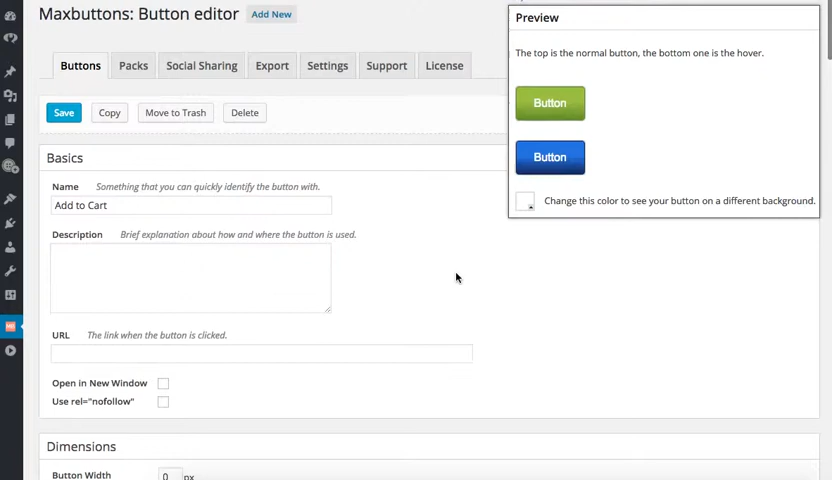 Maxbuttons: Button editor
Add New
Buttons
Packs
Social Sharing
Export
Settings
Support
License
Save
Copy
Move to Trash
Delete
Basics
Name
Something that you can quickly identify the button with.
Add to Cart
Description
Brief explanation about how and where the button is used.
URL
The link when the button is clicked.
Open in New Window
Use rel="nofollow"
Dimensions
Button Width
0 px
Preview
The top is the normal button, the bottom one is the hover.
Button
Button
Change this color to see your button on a different background.
MB